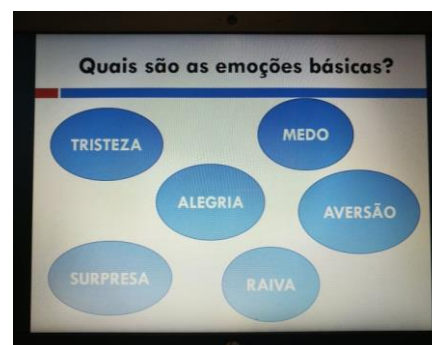 Quais são as emoções básicas?
TRISTEZA
MEDO
ALEGRIA
AVERSÃO
SURPRESA
RAIVA